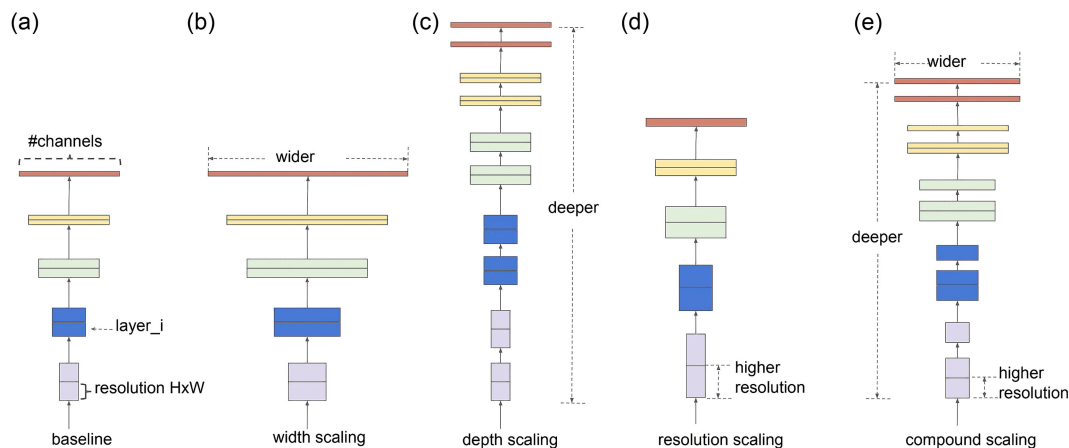 (a)
(b)
(c)
(d)
(e)
#channels
wider
wider
deeper
deeper
layer_i
resolution HxW
higher
resolution
higher
resolution
baseline
width scaling
depth scaling
resolution scaling
compound scaling